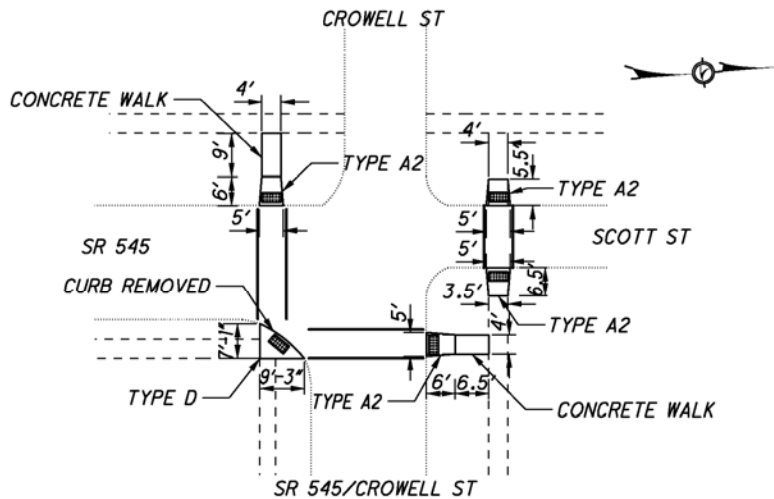 CROWELL ST
4'
CONCRETE WALK
9'
TYPE A2
6'
5'
4'
5.5'
TYPE A2
5'
5'
SCOTT ST
SR 545
CURB REMOVED
6.5'
3.5'
TYPE A2
7'-1"
9'-3"
TYPE D
5'
4'
6'
6.5'
TYPE A2
CONCRETE WALK
SR 545/CROWELL ST